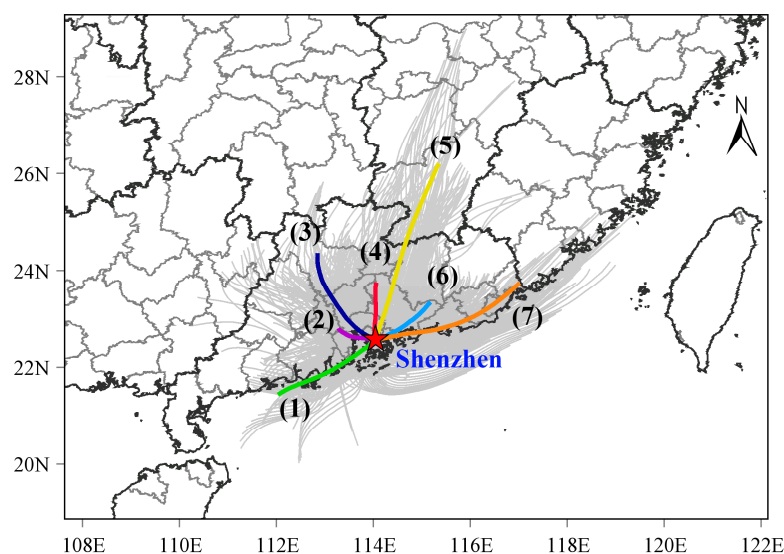 28N
N
(5)
26N
(3)
(4)
24N
(6)
(2)
(7)
22N
Shenzhen
(1)
20N
108E 110E 112E 114E 116E 118E 120E 122E